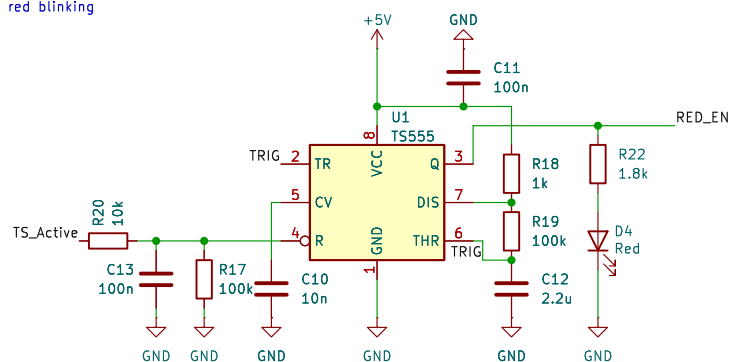 red blinking
+5V
GND
C11
100n
U1
TS555
RED_EN
TRIG
2
TR
8
VCC
Q
3
R18
1k
R22
1.8k
5
CV
DIS
7
R20
10k
TS_Active
4
R
GND
1
THR
6
TRIG
R19
100k
D4
Red
C13
100n
R17
100k
C10
10n
C12
2.2u
GND
GND
GND
GND
GND
GND